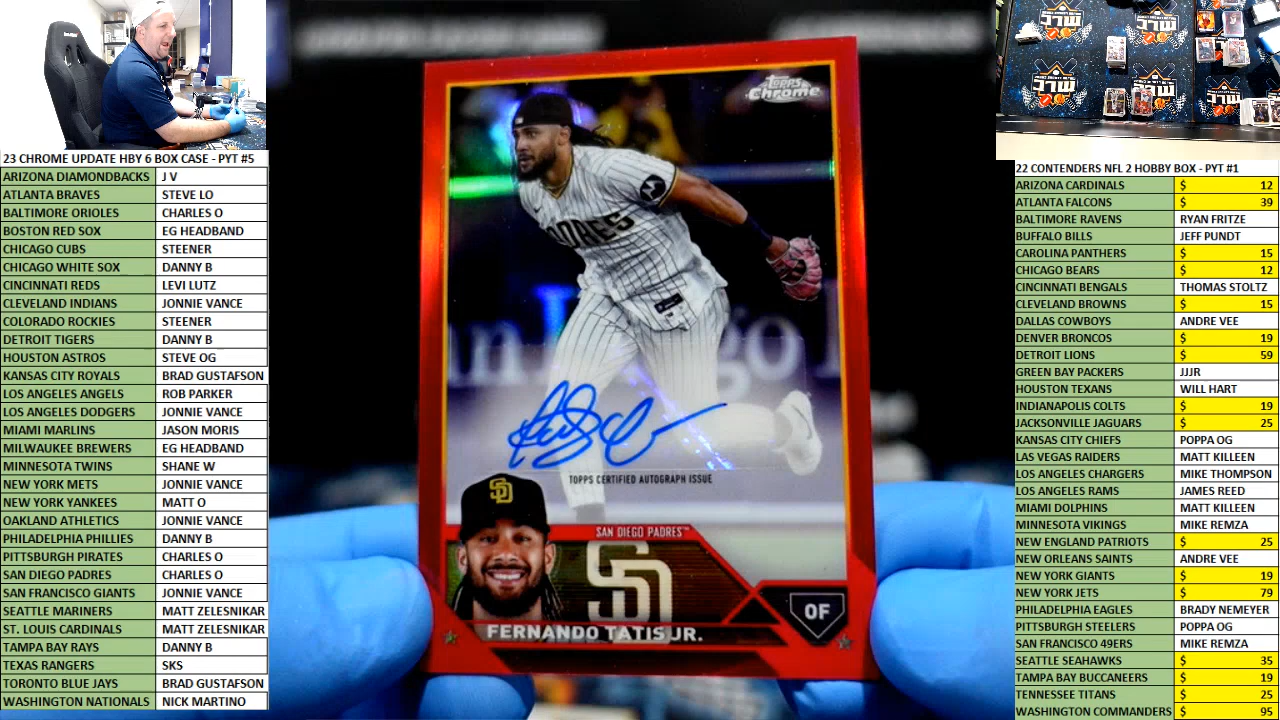 23 CHROME UPDATE HBY 6 BOX CASE - PYT #5
ARIZONA DIAMONDBACKS J V
ATLANTA BRAVES STEVE LO
BALTIMORE ORIOLES CHARLES O
BOSTON RED SOX EG HEADBAND
CHICAGO CUBS STEENER
CHICAGO WHITE SOX DANNY B
CINCINNATI REDS LEVI LUTZ
CLEVELAND INDIANS JONNIE VANCE
COLORADO ROCKIES STEENER
DETROIT TIGERS DANNY B
HOUSTON ASTROS STEVE OG
KANSAS CITY ROYALS BRAD GUSTAFSON
LOS ANGELES ANGELS ROB PARKER
LOS ANGELES DODGERS JONNIE VANCE
MIAMI MARLINS JASON MORIS
MILWAUKEE BREWERS EG HEADBAND
MINNESOTA TWINS SHANE W
NEW YORK METS JONNIE VANCE
NEW YORK YANKEES MATT O
OAKLAND ATHLETICS JONNIE VANCE
PHILADELPHIA PHILLIES DANNY B
PITTSBURGH PIRATES CHARLES O
SAN DIEGO PADRES CHARLES O
SAN FRANCISCO GIANTS JONNIE VANCE
SEATTLE MARINERS MATT ZELESNIKAR
ST. LOUIS CARDINALS MATT ZELESNIKAR
TAMPA BAY RAYS DANNY B
TEXAS RANGERS SKS
TORONTO BLUE JAYS BRAD GUSTAFSON
WASHINGTON NATIONALS NICK MARTINO
Topps
Chrome
TOPPS CERTIFIED AUTOGRAPH ISSUE
SAN DIEGO PADRES™
SD
OF
FERNANDO TATIS JR.
22 CONTENDERS NFL 2 HOBBY BOX - PYT #1
ARIZONA CARDINALS $ 12
ATLANTA FALCONS $ 39
BALTIMORE RAVENS RYAN FRITZE
BUFFALO BILLS JEFF PUNDT
CAROLINA PANTHERS $ 15
CHICAGO BEARS $ 12
CINCINNATI BENGALS THOMAS STOLTZ
CLEVELAND BROWNS $ 15
DALLAS COWBOYS ANDRE VEE
DENVER BRONCOS $ 19
DETROIT LIONS $ 59
GREEN BAY PACKERS JJJR
HOUSTON TEXANS WILL HART
INDIANAPOLIS COLTS $ 19
JACKSONVILLE JAGUARS $ 25
KANSAS CITY CHIEFS POPPA OG
LAS VEGAS RAIDERS MATT KILLEEN
LOS ANGELES CHARGERS MIKE THOMPSON
LOS ANGELES RAMS JAMES REED
MIAMI DOLPHINS MATT KILLEEN
MINNESOTA VIKINGS MIKE REMZA
NEW ENGLAND PATRIOTS $ 25
NEW ORLEANS SAINTS ANDRE VEE
NEW YORK GIANTS $ 19
NEW YORK JETS $ 79
PHILADELPHIA EAGLES BRADY NEMEYER
PITTSBURGH STEELERS POPPA OG
SAN FRANCISCO 49ERS MIKE REMZA
SEATTLE SEAHAWKS $ 35
TAMPA BAY BUCCANEERS $ 19
TENNESSEE TITANS $ 25
WASHINGTON COMMANDERS $ 95